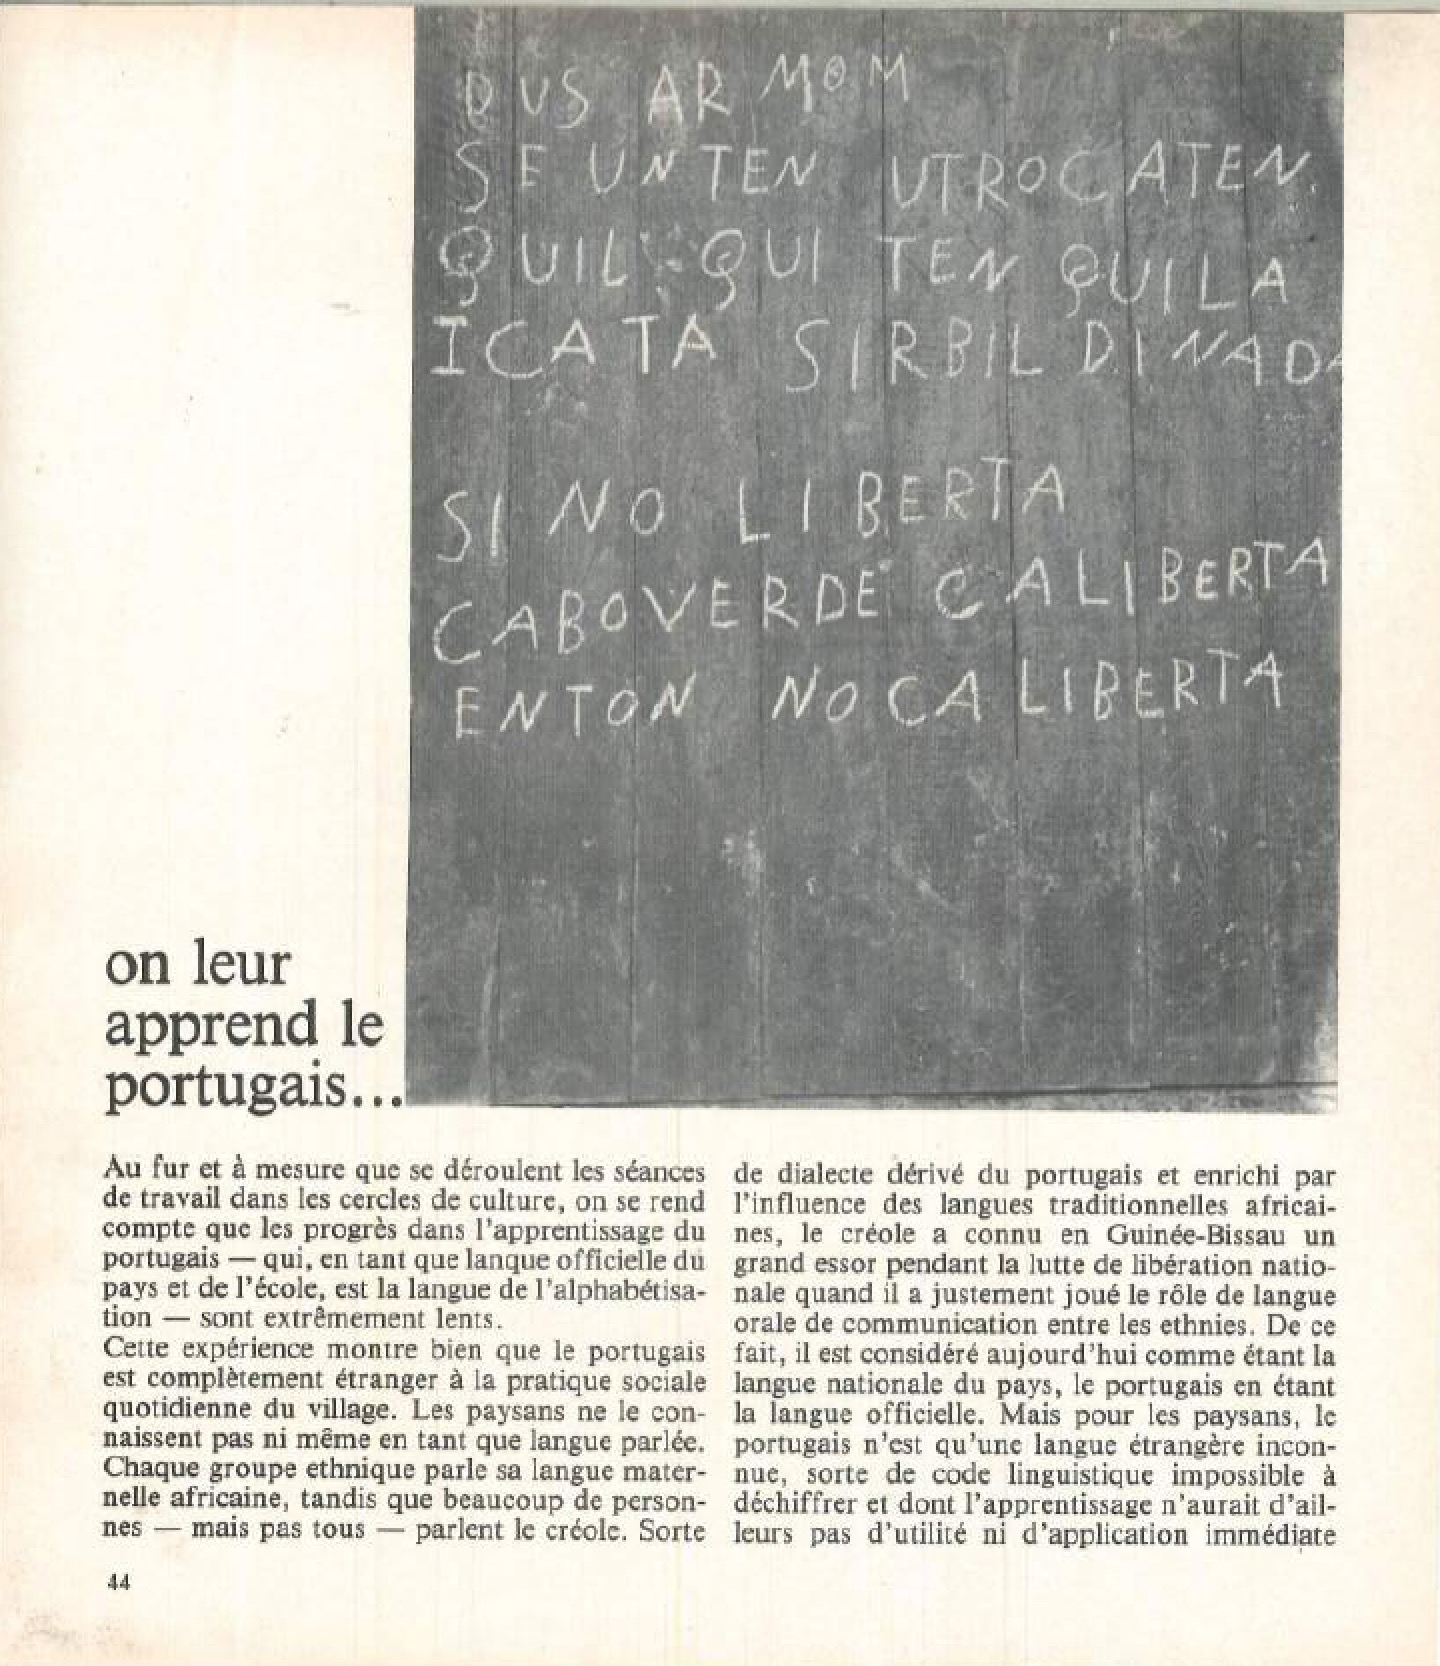 DUS AR MOM
SE UN TEN UTRO CATEN.
QUIL QUI TEN QUILA
ICATA SIRBIL DI NADA
SI NO LIBERTA
CABOVERDE CALIBERTA
ENTON NO CA LIBERTA
on leur
apprend le
portugais...
Au fur et à mesure que se déroulent les séances
de travail dans les cercles de culture, on se rend
compte que les progrès dans l'apprentissage du
portugais — qui, en tant que lanque officielle du
pays et de l'école, est la langue de l'alphabétisa-
tion — sont extrêmement lents.
Cette expérience montre bien que le portugais
est complètement étranger à la pratique sociale
quotidienne du village. Les paysans ne le con-
naissent pas ni même en tant que langue parlée.
Chaque groupe ethnique parle sa langue mater-
nelle africaine, tandis que beaucoup de person-
nes — mais pas tous — parlent le créole. Sorte
de dialecte dérivé du portugais et enrichi par
l'influence des langues traditionnelles africai-
nes, le créole a connu en Guinée-Bissau un
grand essor pendant la lutte de libération natio-
nale quand il a justement joué le rôle de langue
orale de communication entre les ethnies. De ce
fait, il est considéré aujourd'hui comme étant la
langue nationale du pays, le portugais en étant
la langue officielle. Mais pour les paysans, le
portugais n'est qu'une langue étrangère incon-
nue, sorte de code linguistique impossible à
déchiffrer et dont l'apprentissage n'aurait d'ail-
leurs pas d'utilité ni d'application immédiate
44